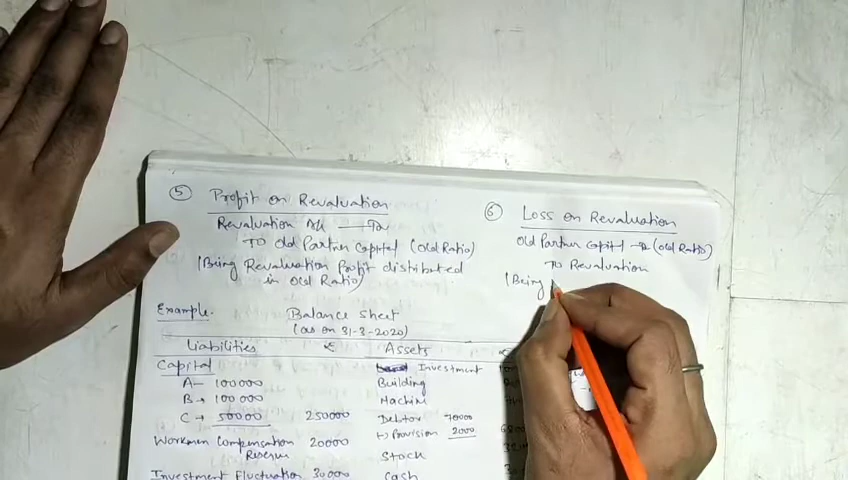 5 Profit on Revaluation
Revaluation A/c Dr
To Old Partner Capital (Old Ratio)
(Being Revaluation Profit distributed
in Old Ratio)
6 Loss on Revaluation
Old Partner Capital Dr (Old Ratio)
To Revaluation
(Being
Example.
Balance Sheet
(as on 31-3-2020)
Liabilities ₹ Assets ₹
Capital Investment
A- 100000 Building
B- 100000 Machine
C- 50000 250000 Debtor 70000
(-) Provision 2000
Workmen Compensation 20000
Reserve Stock
Investment Fluctuation 30000 Cash